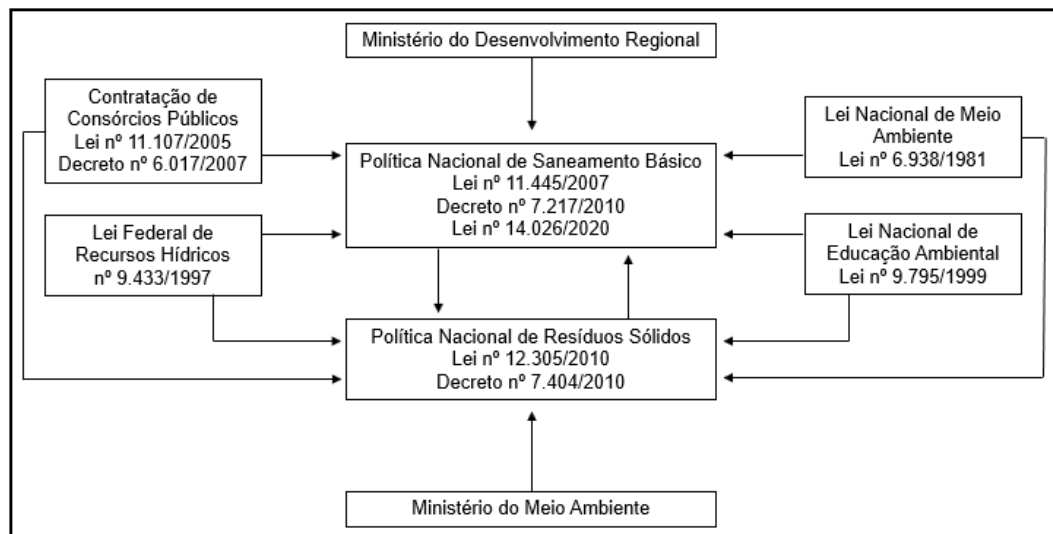 Ministério do Desenvolvimento Regional
Contratação de
Consórcios Públicos
Lei nº 11.107/2005
Decreto nº 6.017/2007
Lei Nacional de Meio
Ambiente
Lei nº 6.938/1981
Política Nacional de Saneamento Básico
Lei nº 11.445/2007
Decreto nº 7.217/2010
Lei nº 14.026/2020
Lei Federal de
Recursos Hídricos
nº 9.433/1997
Lei Nacional de
Educação Ambiental
Lei nº 9.795/1999
Política Nacional de Resíduos Sólidos
Lei nº 12.305/2010
Decreto nº 7.404/2010
Ministério do Meio Ambiente